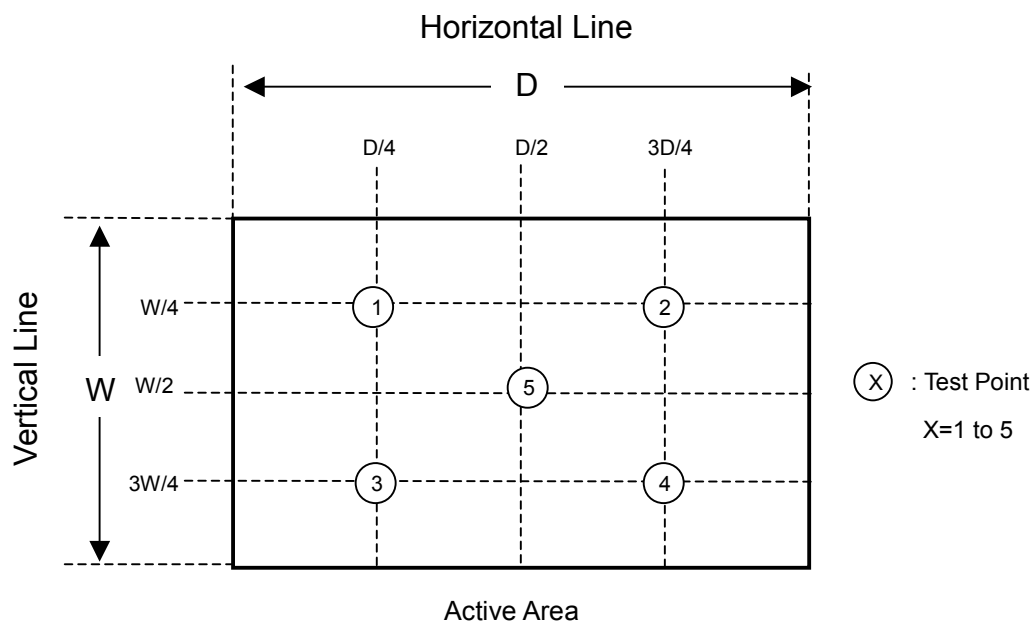 Horizontal Line
D
D/4 D/2 3D/4
W/4 1 2
Vertical Line
W W/2 5
X : Test Point
X=1 to 5
3W/4 3 4
Active Area